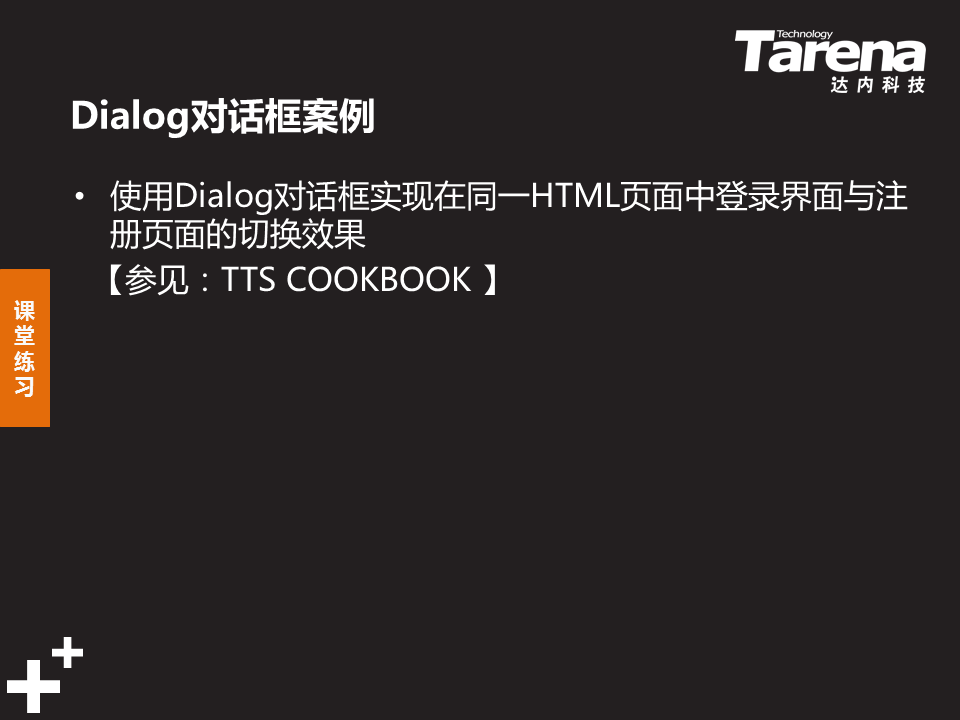 Technology
Tarena
达内科技
Dialog对话框案例
• 使用Dialog对话框实现在同一HTML页面中登录界面与注
册页面的切换效果
【参见：TTS COOKBOOK 】
课
堂
练
习